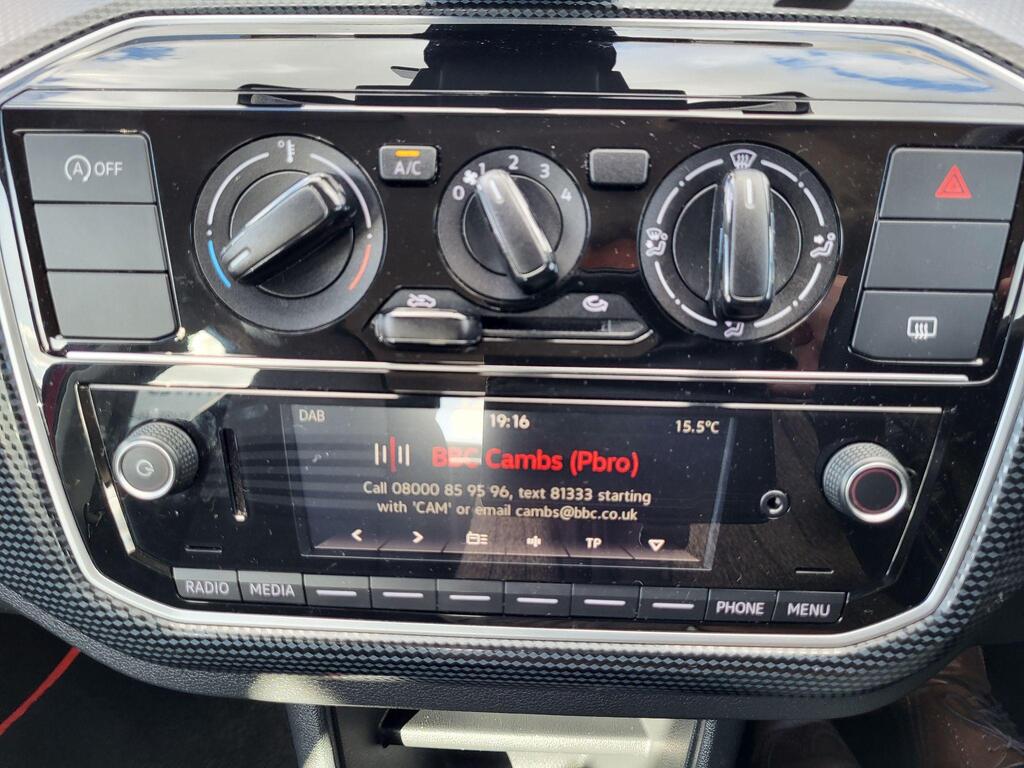 A OFF
A/C
0 1 2 3 4
DAB
19:16
15.5°C
BBC Cambs (Pbro)
Call 08000 85 95 96, text 81333 starting
with 'CAM' or email cambs@bbc.co.uk
TP
RADIO
MEDIA
PHONE
MENU